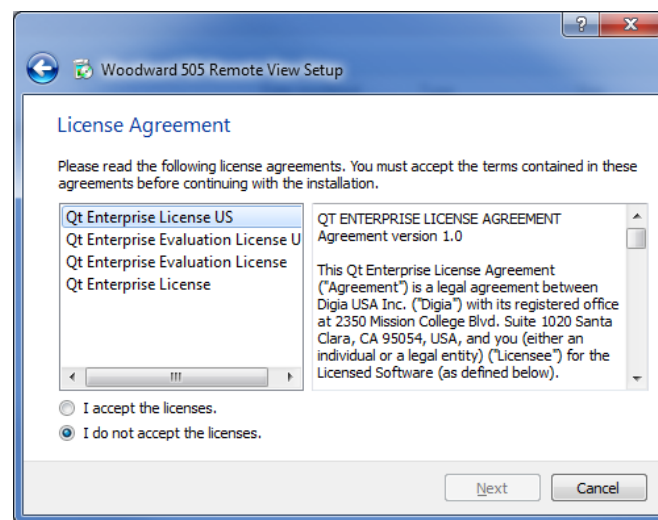 Woodward 505 Remote View Setup
License Agreement
Please read the following license agreements. You must accept the terms contained in these
agreements before continuing with the installation.
Qt Enterprise License US
Qt Enterprise Evaluation License U
Qt Enterprise Evaluation License
Qt Enterprise License
QT ENTERPRISE LICENSE AGREEMENT
Agreement version 1.0
This Qt Enterprise License Agreement
("Agreement") is a legal agreement between
Digia USA Inc. ("Digia") with its registered office
at 2350 Mission College Blvd. Suite 1020 Santa
Clara, CA 95054, USA, and you (either an
individual or a legal entity) ("Licensee") for the
Licensed Software (as defined below).
I accept the licenses.
I do not accept the licenses.
Next
Cancel